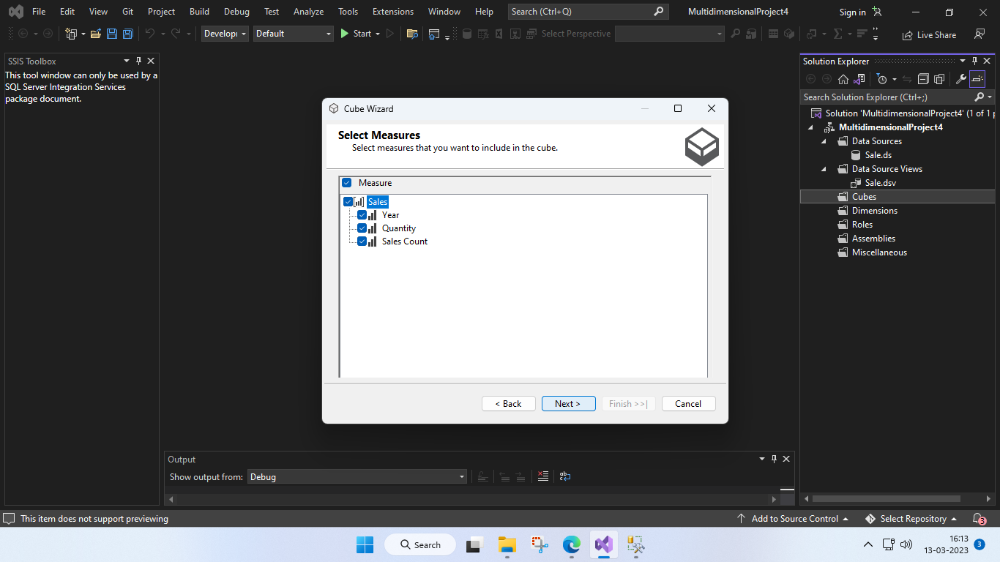 File Edit View Git Project Build Debug Test Analyze Tools Extensions Window Help Search (Ctrl+Q) MultidimensionalProject4 Sign in
Developi Default Start Select Perspective Live Share
SSIS Toolbox
This tool window can only be used by a
SQL Server Integration Services
package document.
Cube Wizard
Select Measures
Select measures that you want to include in the cube.
Measure
Sales
Year
Quantity
Sales Count
< Back Next > Finish >>| Cancel
Output
Show output from: Debug
Solution Explorer
Search Solution Explorer (Ctrl+;)
Solution 'MultidimensionalProject4' (1 of 1 p
MultidimensionalProject4
Data Sources
Sale.ds
Data Source Views
Sale.dsv
Cubes
Dimensions
Roles
Assemblies
Miscellaneous
This item does not support previewing Add to Source Control Select Repository 3
Search
16:13
13-03-2023 3